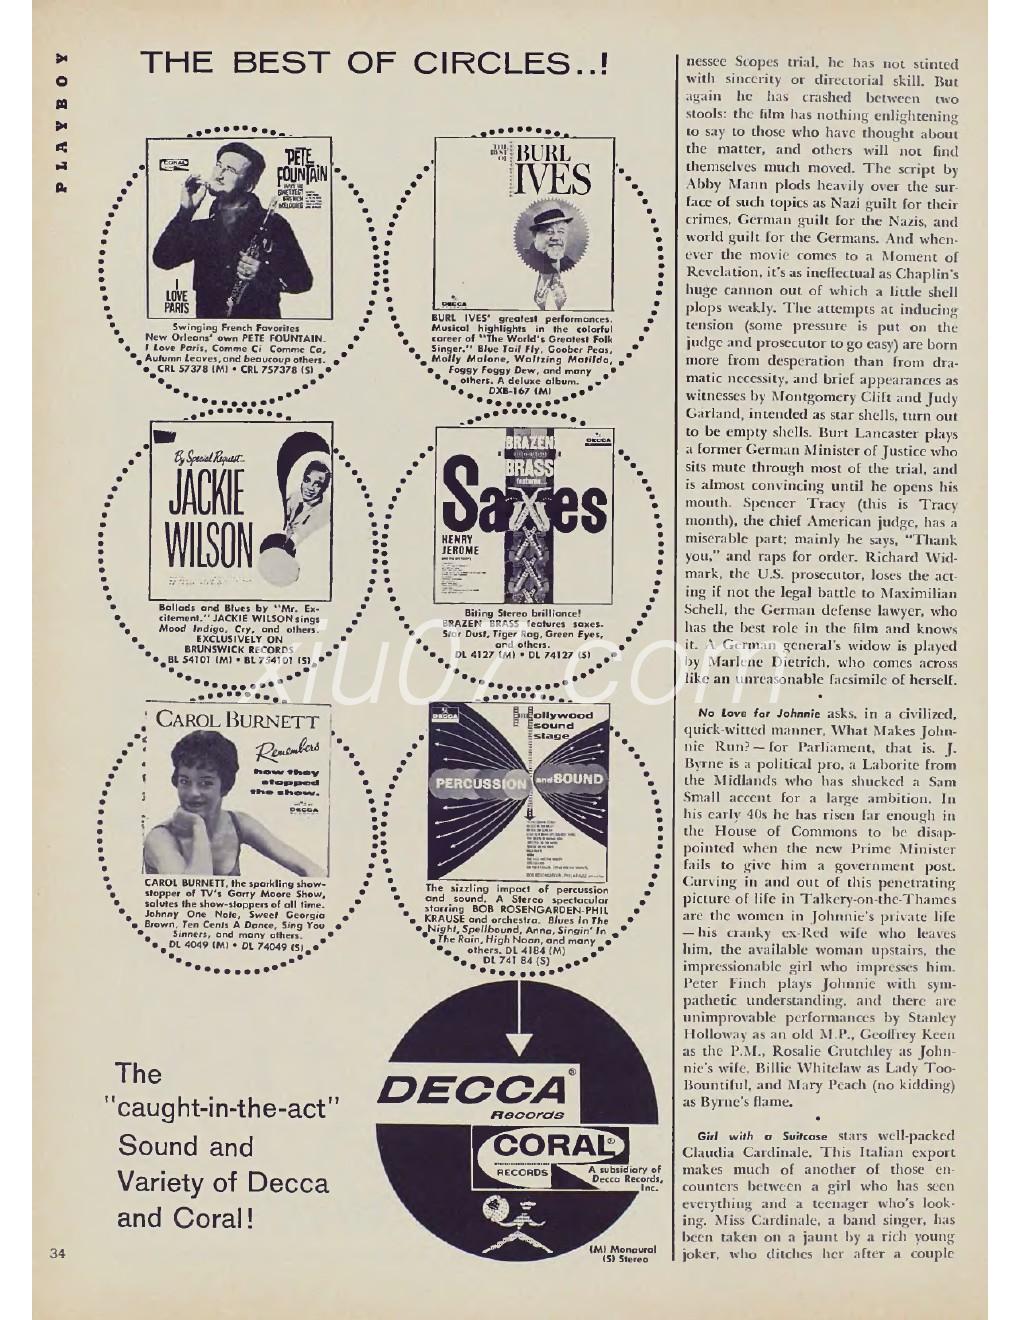 PLAYBOY
THE BEST OF CIRCLES..!
CORAL
PETE
FOUNTAIN
I
LOVE
PARIS
Swinging French Favorites
New Orleans' own PETE FOUNTAIN.
I Love Paris, Comme Ci Comme Ca,
Autumn Leaves, and beaucoup others.
CRL 57378 (M) • CRL 757378 (S)
THE
BEST
OF
BURL
IVES
DECCA
BURL IVES' greatest performances.
Musical highlights in the colorful
career of "The World's Greatest Folk
Singer." Blue Tail Fly, Goober Peas,
Molly Malone, Waltzing Matilda,
Foggy Foggy Dew, and many
others. A deluxe album.
DXB-167 (M)
By Special Request...
JACKIE
WILSON
Ballads and Blues by "Mr. Ex-
citement." JACKIE WILSON sings
Mood Indigo, Cry, and others.
EXCLUSIVELY ON
BRUNSWICK RECORDS
BL 54101 (M) • BL 754101 (S)
BRAZEN
BRASS
features...
DECCA
Saxes
HENRY
JEROME
Biting Stereo brilliance!
BRAZEN BRASS features saxes.
Star Dust, Tiger Rag, Green Eyes,
and others.
DL 4127 (M) • DL 74127 (S)
CAROL BURNETT
Remembers
how they
stopped
the show.
DECCA
CAROL BURNETT, the sparkling show-
stopper of TV's Garry Moore Show,
salutes the show-stoppers of all time.
Johnny One Note, Sweet Georgia
Brown, Ten Cents A Dance, Sing You
Sinners, and many others.
DL 4049 (M) • DL 74049 (S)
DECCA
Hollywood
sound
stage
PERCUSSION and SOUND
The sizzling impact of percussion
and sound. A Stereo spectacular
starring BOB ROSENGARDEN-PHIL
KRAUSE and orchestra. Blues In The
Night, Spellbound, Anna, Singin' In
The Rain, High Noon, and many
others. DL 4184 (M)
DL 741 84 (S)
The
"caught-in-the-act"
Sound and
Variety of Decca
and Coral!
DECCA®
Records
CORAL®
RECORDS
A subsidiary of
Decca Records,
Inc.
(M) Monaural
(S) Stereo
34
nessee Scopes trial, he has not stinted
with sincerity or directorial skill. But
again he has crashed between two
stools: the film has nothing enlightening
to say to those who have thought about
the matter, and others will not find
themselves much moved. The script by
Abby Mann plods heavily over the sur-
face of such topics as Nazi guilt for their
crimes, German guilt for the Nazis, and
world guilt for the Germans. And when-
ever the movie comes to a Moment of
Revelation, it's as ineffectual as Chaplin's
huge cannon out of which a little shell
plops weakly. The attempts at inducing
tension (some pressure is put on the
judge and prosecutor to go easy) are born
more from desperation than from dra-
matic necessity, and brief appearances as
witnesses by Montgomery Clift and Judy
Garland, intended as star shells, turn out
to be empty shells. Burt Lancaster plays
a former German Minister of Justice who
sits mute through most of the trial, and
is almost convincing until he opens his
mouth. Spencer Tracy (this is Tracy
month), the chief American judge, has a
miserable part; mainly he says, "Thank
you," and raps for order. Richard Wid-
mark, the U.S. prosecutor, loses the act-
ing if not the legal battle to Maximilian
Schell, the German defense lawyer, who
has the best role in the film and knows
it. A German general's widow is played
by Marlene Dietrich, who comes across
like an unreasonable facsimile of herself.
•
No Love for Johnnie asks, in a civilized,
quick-witted manner, What Makes John-
nie Run? — for Parliament, that is. J.
Byrne is a political pro, a Laborite from
the Midlands who has shucked a Sam
Small accent for a large ambition. In
his early 40s he has risen far enough in
the House of Commons to be disap-
pointed when the new Prime Minister
fails to give him a government post.
Curving in and out of this penetrating
picture of life in Talkery-on-the-Thames
are the women in Johnnie's private life
— his cranky ex-Red wife who leaves
him, the available woman upstairs, the
impressionable girl who impresses him.
Peter Finch plays Johnnie with sym-
pathetic understanding, and there are
unimprovable performances by Stanley
Holloway as an old M.P., Geoffrey Keen
as the P.M., Rosalie Crutchley as John-
nie's wife, Billie Whitelaw as Lady Too-
Bountiful, and Mary Peach (no kidding)
as Byrne's flame.
•
Girl with a Suitcase stars well-packed
Claudia Cardinale. This Italian export
makes much of another of those en-
counters between a girl who has seen
everything and a teenager who's look-
ing. Miss Cardinale, a band singer, has
been taken on a jaunt by a rich young
joker, who ditches her after a couple
xiu07.com